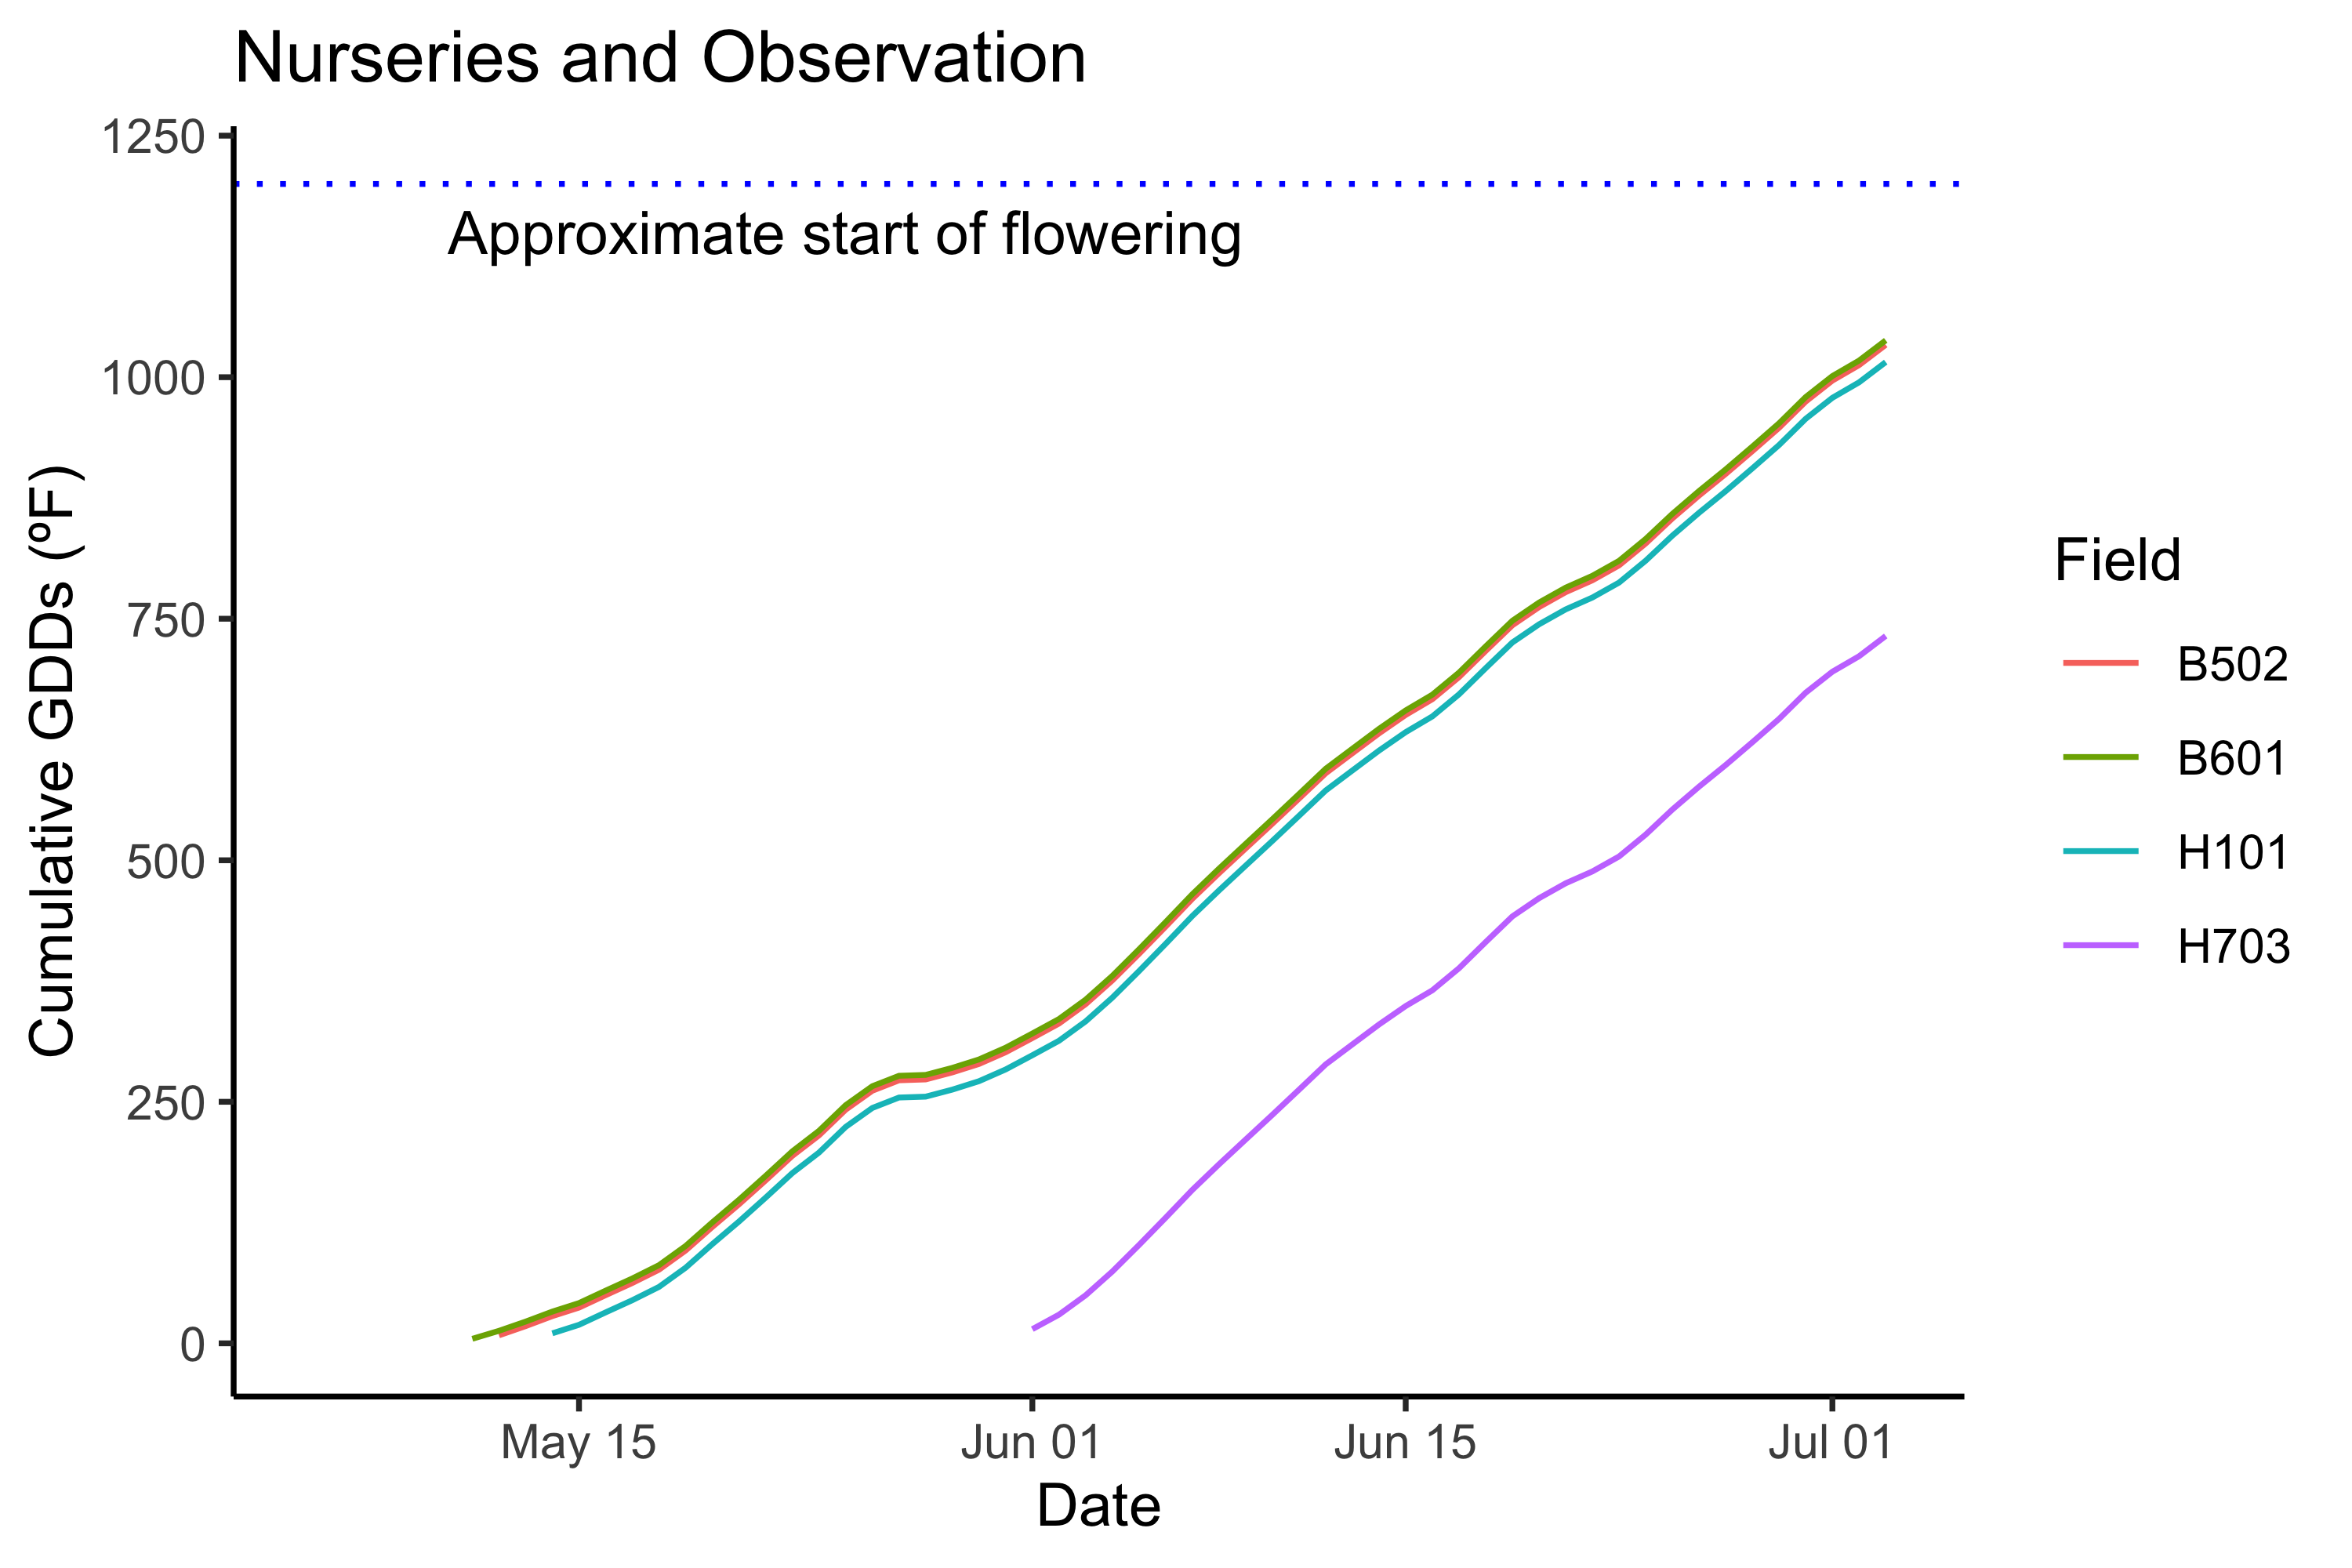 Nurseries and Observation
1250
1000
750
500
250
0
Cumulative GDDs (ºF)
Approximate start of flowering
May 15
Jun 01
Jun 15
Jul 01
Date
Field
B502
B601
H101
H703